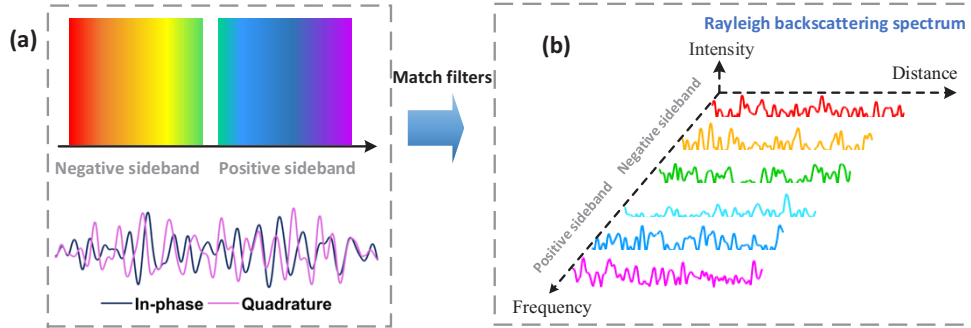 (a)
Negative sideband
Positive sideband
In-phase
Quadrature
Match filters
Rayleigh backscattering spectrum
(b)
Intensity
Distance
Negative sideband
Positive sideband
Frequency